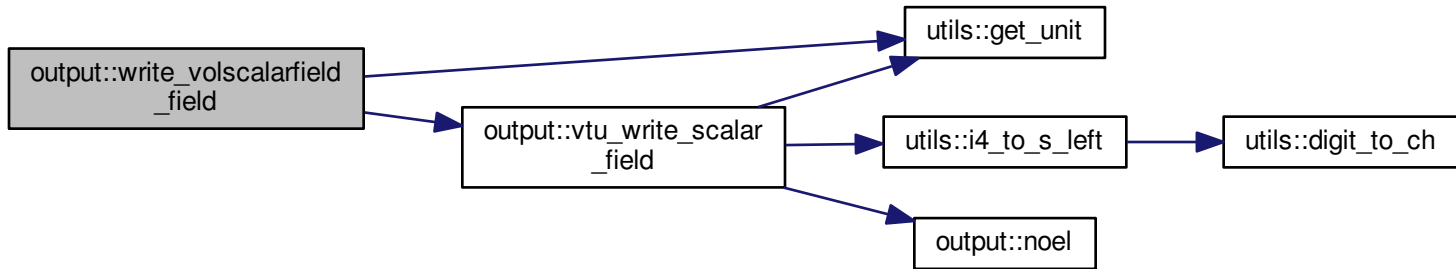 output::write_volscalarfield
_field
utils::get_unit
output::vtu_write_scalar
_field
utils::i4_to_s_left
utils::digit_to_ch
output::noel